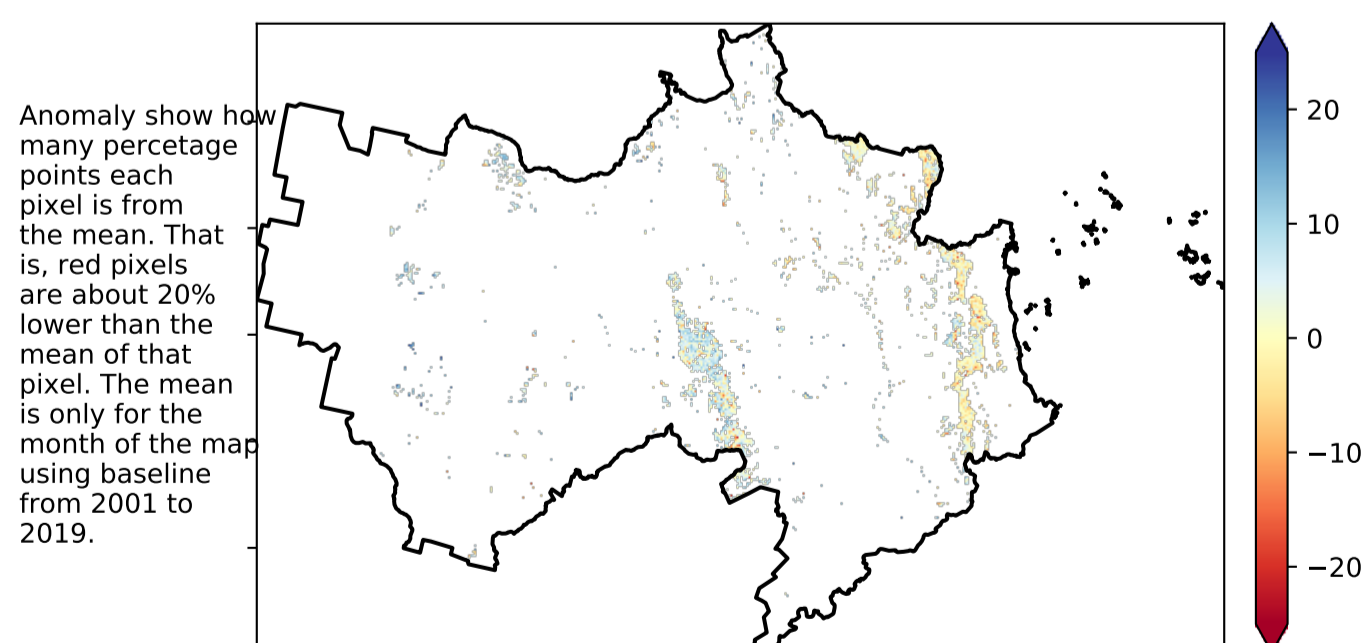 Anomaly show how
many percetage
points each
pixel is from
the mean. That
is, red pixels
are about 20%
lower than the
mean of that
pixel. The mean
is only for the
month of the map
using baseline
from 2001 to
2019.
20
10
0
−10
−20